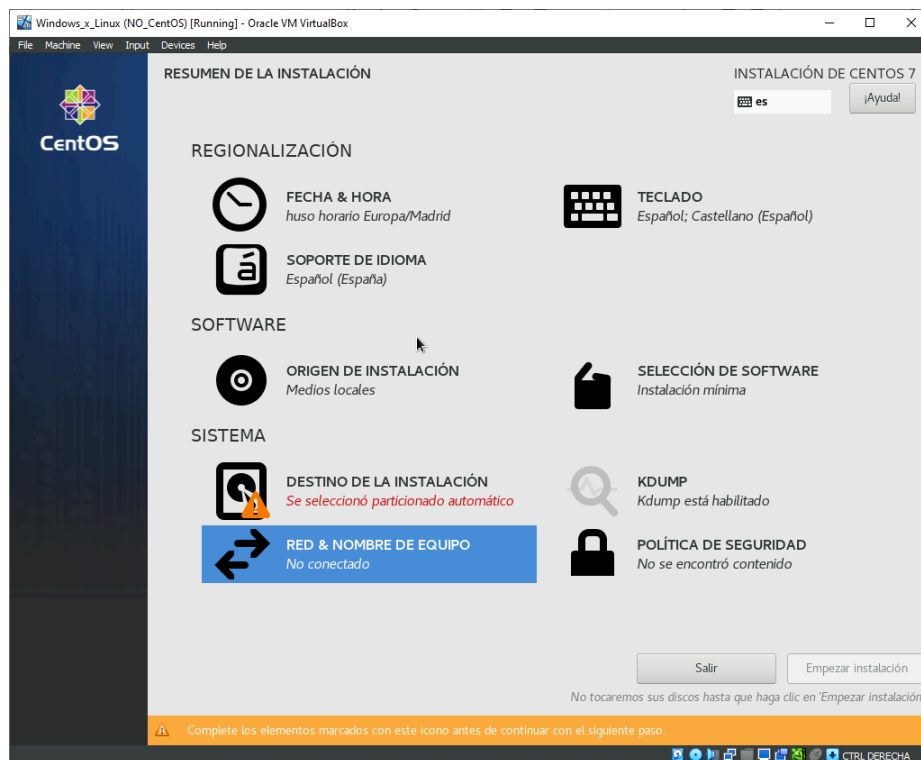 Windows_x_Linux (NO_CentOS) [Running] - Oracle VM VirtualBox
File Machine View Input Devices Help
RESUMEN DE LA INSTALACIÓN
INSTALACIÓN DE CENTOS 7
es
¡Ayuda!
CentOS
REGIONALIZACIÓN
FECHA & HORA
huso horario Europa/Madrid
TECLADO
Español; Castellano (Español)
á
SOPORTE DE IDIOMA
Español (España)
SOFTWARE
ORIGEN DE INSTALACIÓN
Medios locales
SELECCIÓN DE SOFTWARE
Instalación mínima
SISTEMA
DESTINO DE LA INSTALACIÓN
Se seleccionó particionado automático
KDUMP
Kdump está habilitado
RED & NOMBRE DE EQUIPO
No conectado
POLÍTICA DE SEGURIDAD
No se encontró contenido
Salir
Empezar instalación
No tocaremos sus discos hasta que haga clic en 'Empezar instalación
Complete los elementos marcados con este icono antes de continuar con el siguiente paso.
CTRL DERECHA